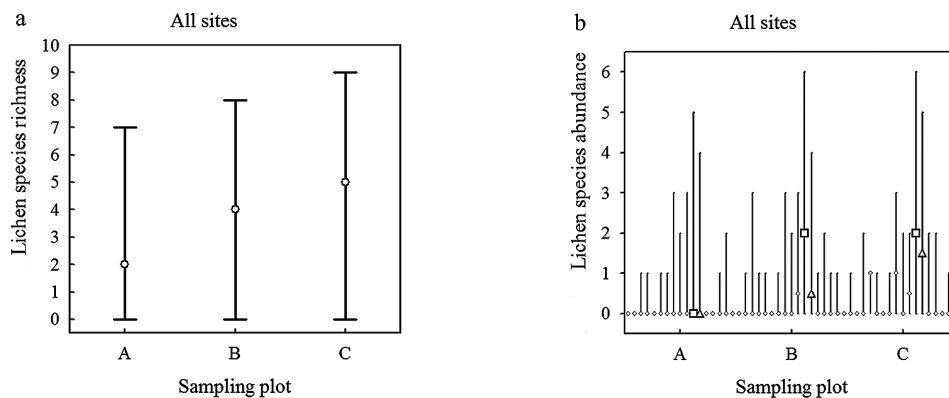 a
All sites
Lichen species richness
10
9
8
7
6
5
4
3
2
1
0
A B C
Sampling plot
b
All sites
Lichen species abundance
6
5
4
3
2
1
0
A B C
Sampling plot